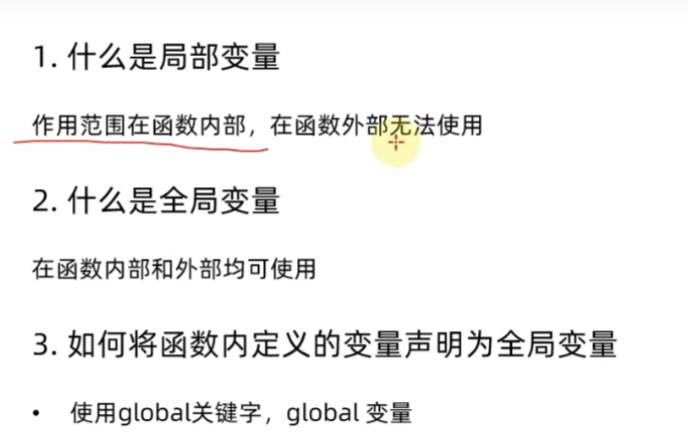 1. 什么是局部变量
作用范围在函数内部，在函数外部无法使用
2. 什么是全局变量
在函数内部和外部均可使用
3. 如何将函数内定义的变量声明为全局变量
• 使用global关键字，global 变量